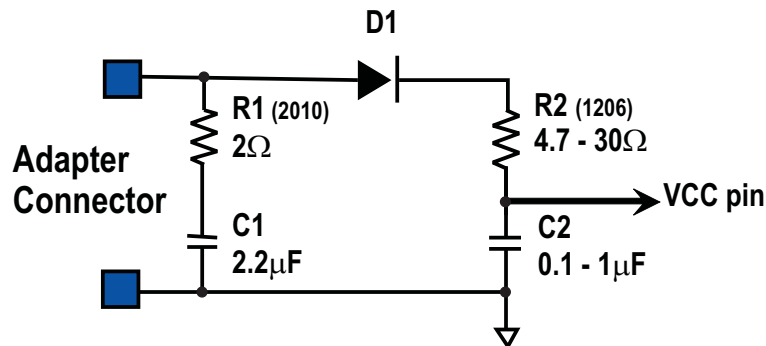 D1
R1 (2010)
2Ω
R2 (1206)
4.7 - 30Ω
Adapter
Connector
VCC pin
C1
2.2μF
C2
0.1 - 1μF